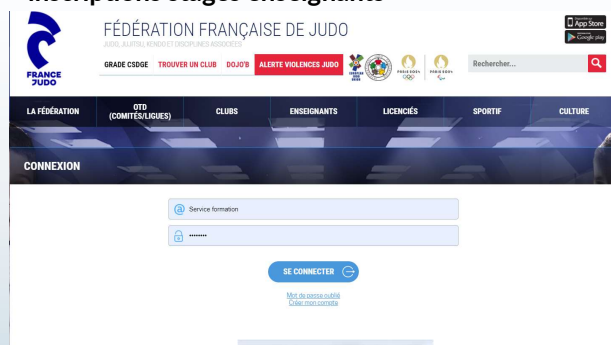 Inscriptions stages enseignants
FÉDÉRATION FRANÇAISE DE JUDO
JUDO, JUJITSU, KENDO ET DISCIPLINES ASSOCIÉES
App Store
Google play
GRADE CSDGE TROUVER UN CLUB DOJO'B ALERTE VIOLENCES JUDO
PARIS 2024 PARIS 2024
Rechercher...
FRANCE
JUDO
LA FÉDÉRATION OTD (COMITÉS/LIGUES) CLUBS ENSEIGNANTS LICENCIÉS SPORTIF CULTURE
CONNEXION
@ Service formation
••••••••
SE CONNECTER
Mot de passe oublié
Créer mon compte